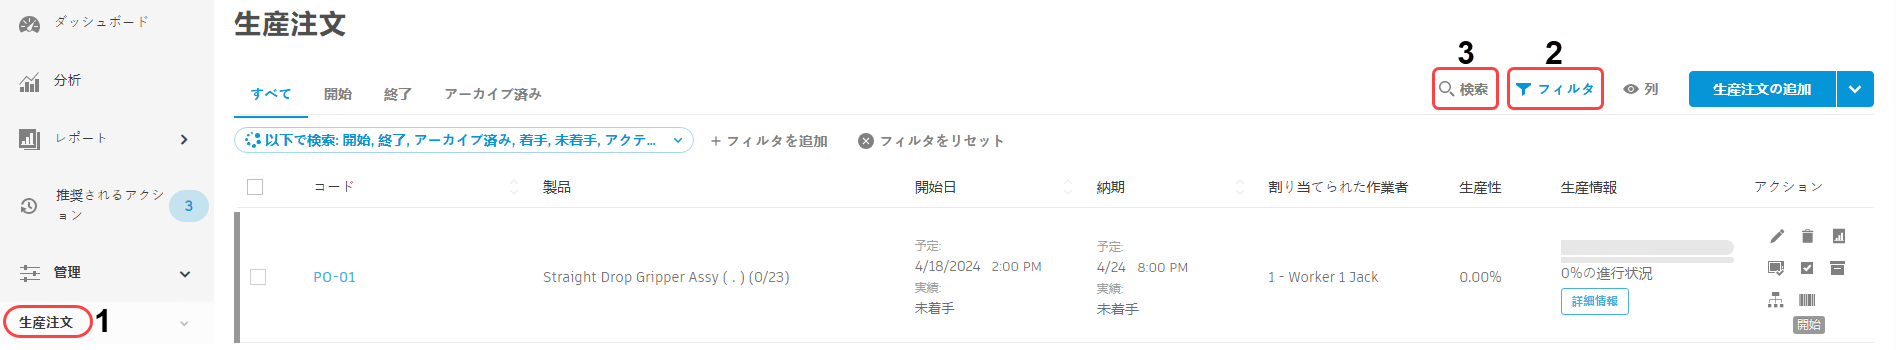 ダッシュボード
分析
レポート
推奨されるアクシ
ョン
3
管理
生産注文
1
生産注文
すべて
開始
終了
アーカイブ済み
3
検索
2
フィルタ
列
生産注文の追加
以下で検索: 開始, 終了, アーカイブ済み, 着手, 未着手, アクテ...
+ フィルタを追加
フィルタをリセット
コード
製品
開始日
納期
割り当てられた作業者
生産性
生産情報
アクション
PO-01
Straight Drop Gripper Assy ( . ) (0/23)
予定:
4/18/2024 2:00 PM
実績:
未着手
予定:
4/24 8:00 PM
実績:
未着手
1 - Worker 1 Jack
0.00%
0%の進行状況
詳細情報
開始